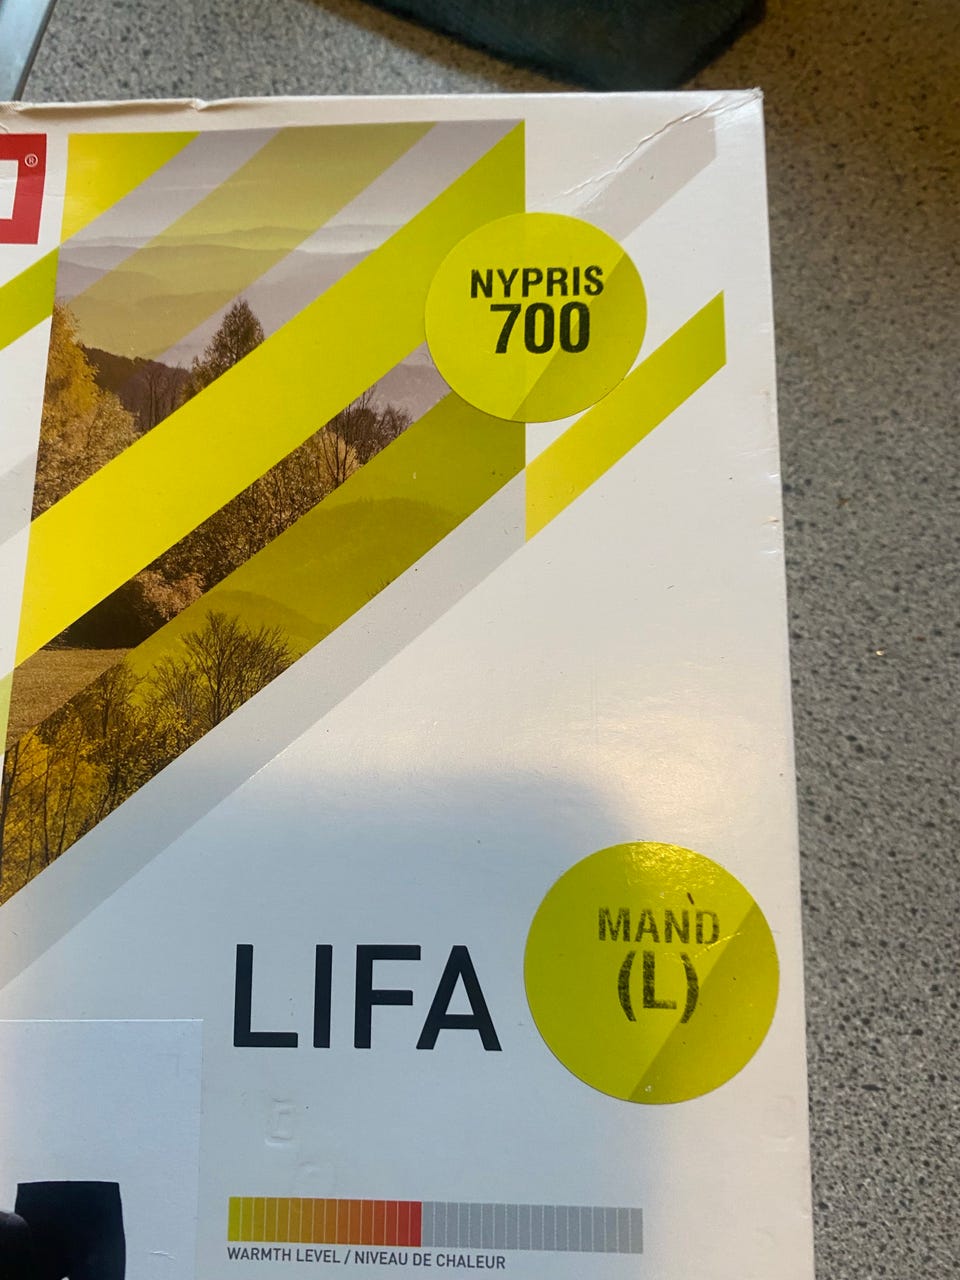 ®
NYPRIS
700
MAND
(L)
LIFA
WARMTH LEVEL / NIVEAU DE CHALEUR